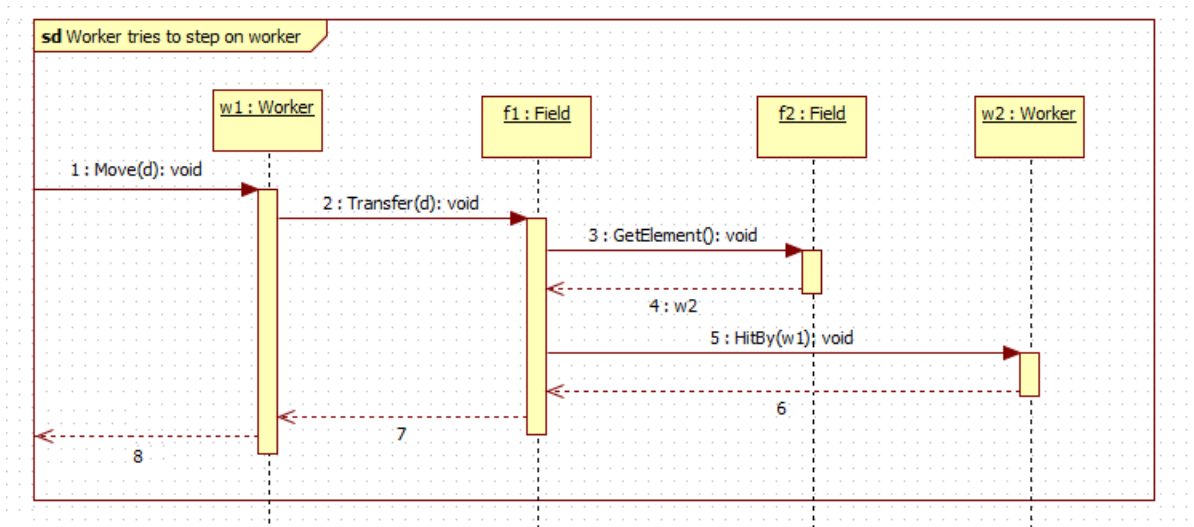 sd Worker tries to step on worker
w1 : Worker
f1 : Field
f2 : Field
w2 : Worker
1 : Move(d): void
2 : Transfer(d): void
3 : GetElement(): void
4 : w2
5 : HitBy(w1): void
6
7
8